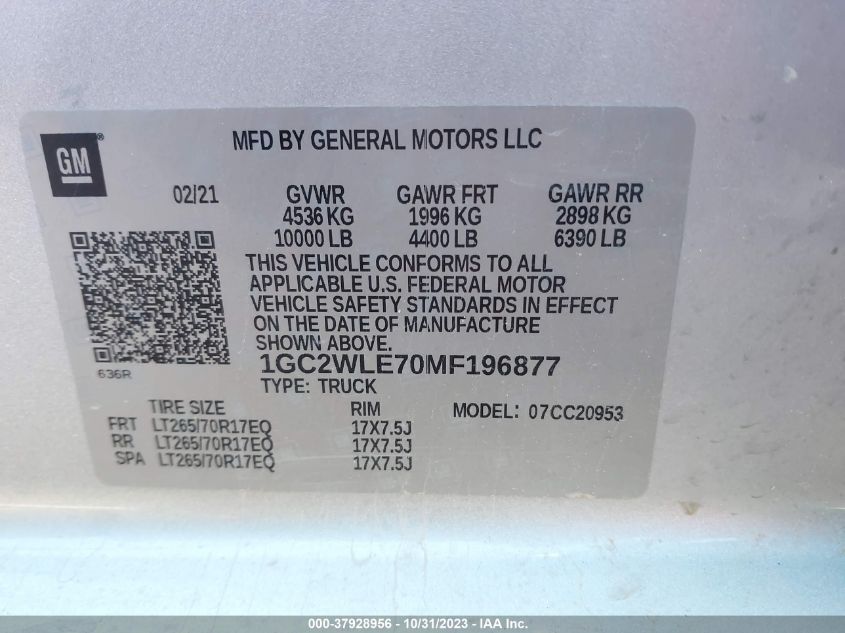 MFD BY GENERAL MOTORS LLC
GM®
02/21 GVWR GAWR FRT GAWR RR
4536 KG 1996 KG 2898 KG
10000 LB 4400 LB 6390 LB
THIS VEHICLE CONFORMS TO ALL
APPLICABLE U.S. FEDERAL MOTOR
VEHICLE SAFETY STANDARDS IN EFFECT
ON THE DATE OF MANUFACTURE
SHOWN ABOVE.
1GC2WLE70MF196877
636R
TYPE: TRUCK
TIRE SIZE RIM MODEL: 07CC20953
FRT LT265/70R17EQ 17X7.5J
RR LT265/70R17EQ 17X7.5J
SPA LT265/70R17EQ 17X7.5J
000-37928956 - 10/31/2023 - IAA Inc.